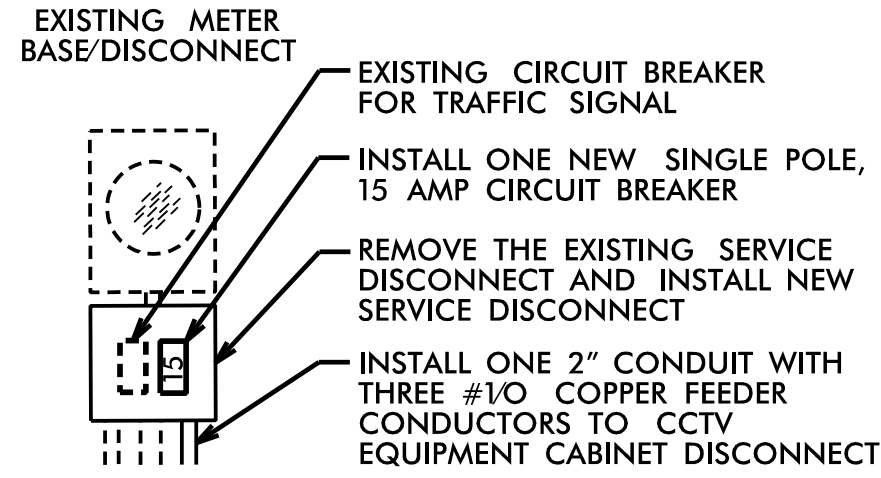 EXISTING METER
BASE/DISCONNECT
EXISTING CIRCUIT BREAKER
FOR TRAFFIC SIGNAL
INSTALL ONE NEW SINGLE POLE,
15 AMP CIRCUIT BREAKER
REMOVE THE EXISTING SERVICE
DISCONNECT AND INSTALL NEW
SERVICE DISCONNECT
15
INSTALL ONE 2" CONDUIT WITH
THREE #1/0 COPPER FEEDER
CONDUCTORS TO CCTV
EQUIPMENT CABINET DISCONNECT